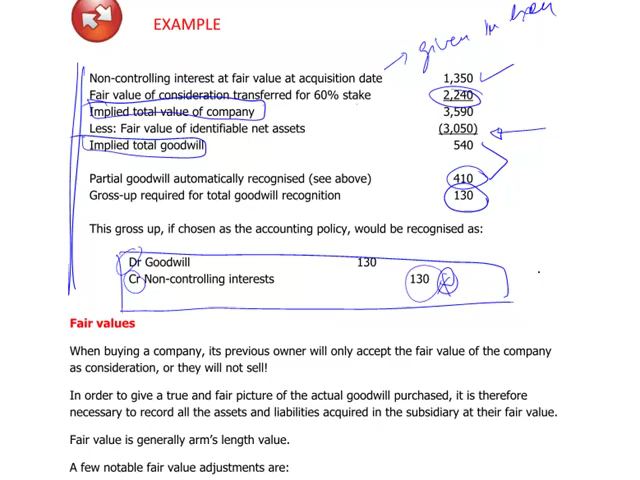 EXAMPLE
given in
Non-controlling interest at fair value at acquisition date 1,350
Fair value of consideration transferred for 60% stake 2,240
Implied total value of company 3,590
Less: Fair value of identifiable net assets (3,050)
Implied total goodwill 540
Partial goodwill automatically recognised (see above) 410
Gross-up required for total goodwill recognition 130
This gross up, if chosen as the accounting policy, would be recognised as:
Dr Goodwill 130
Cr Non-controlling interests 130
Fair values
When buying a company, its previous owner will only accept the fair value of the company
as consideration, or they will not sell!
In order to give a true and fair picture of the actual goodwill purchased, it is therefore
necessary to record all the assets and liabilities acquired in the subsidiary at their fair value.
Fair value is generally arm's length value.
A few notable fair value adjustments are: